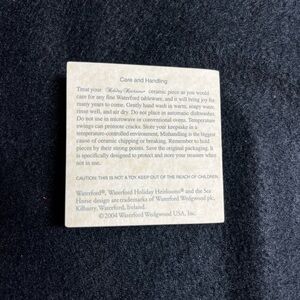 Care and Handling
Treat your Holiday Heirlooms ceramic piece as you would
care for any fine Waterford tableware, and it will bring joy for
many years to come. Gently hand wash in warm, soapy water,
rinse well, and air dry. Do not place in automatic dishwasher.
Do not use in microwave or conventional ovens. Temperature
swings can promote cracks. Store your keepsake in a
temperature-controlled environment. Mishandling is the biggest
cause of ceramic chipping or breaking. Remember to hold
pieces by their strong points. Save the original packaging. It
is specifically designed to protect and store your treasure when
not in use.
CAUTION: THIS IS NOT A TOY. KEEP OUT OF THE REACH OF CHILDREN.
Waterford®, Waterford Holiday Heirlooms® and the Sea
Horse design are trademarks of Waterford Wedgwood plc,
Kilbarry, Waterford, Ireland.
©2004 Waterford Wedgwood USA, Inc.